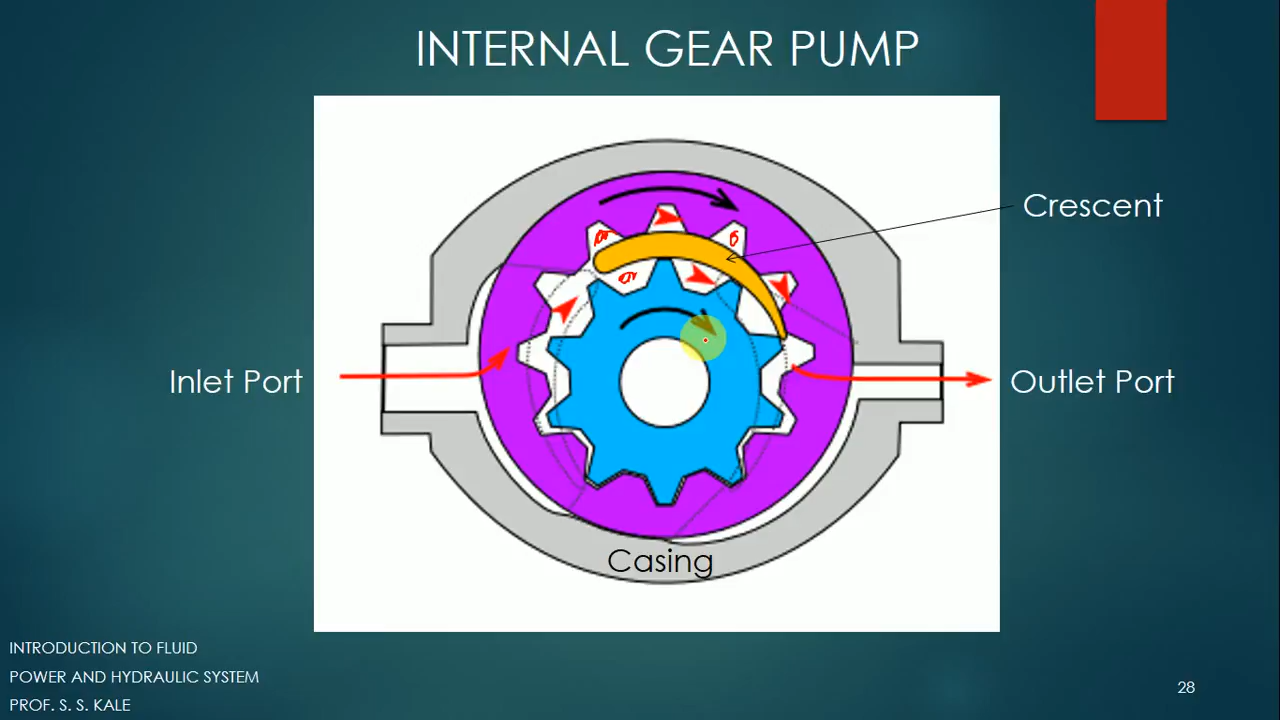 INTERNAL GEAR PUMP
Crescent
Inlet Port
Outlet Port
Casing
INTRODUCTION TO FLUID
POWER AND HYDRAULIC SYSTEM
PROF. S. S. KALE
28